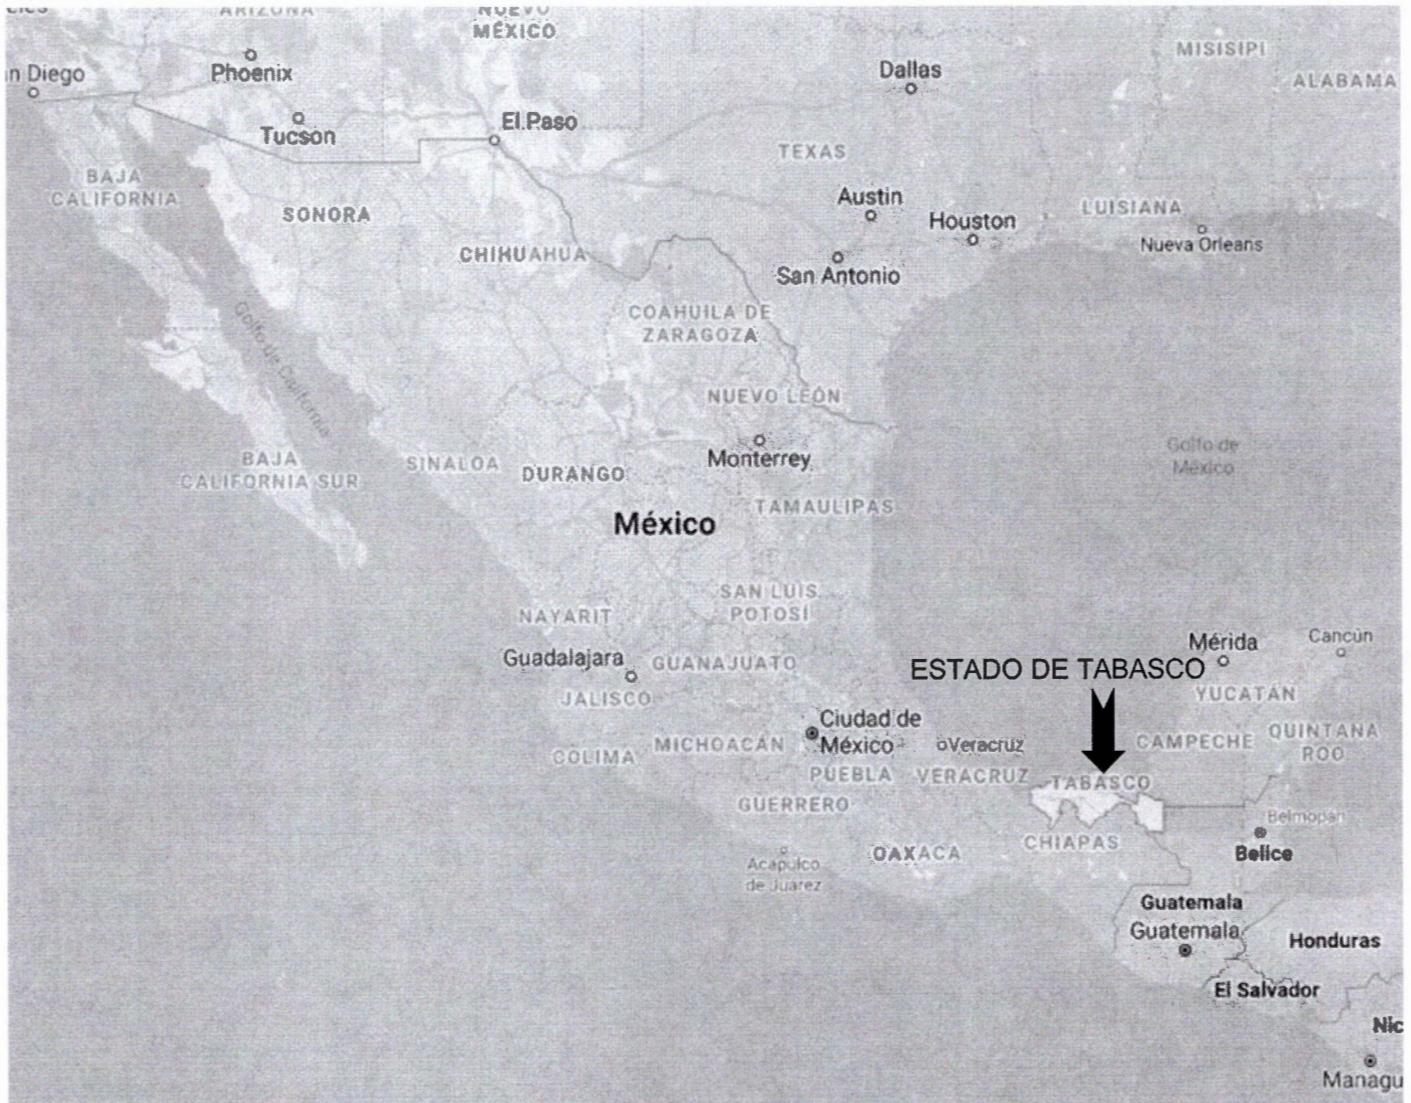 ARIZONA
NUEVO
MÉXICO
MISISIPI
n Diego
Phoenix
Dallas
ALABAMA
Tucson
El Paso
TEXAS
BAJA
CALIFORNIA
SONORA
Austin
Houston
LUISIANA
CHIHUAHUA
Nueva Orleans
San Antonio
COAHUILA DE
ZARAGOZA
Golfo de California
NUEVO LEÓN
Golfo de
México
Monterrey
BAJA
CALIFORNIA SUR
SINALOA
DURANGO
TAMAULIPAS
México
SAN LUIS
POTOSÍ
NAYARIT
Mérida
Cancún
Guadalajara
GUANAJUATO
ESTADO DE TABASCO
JALISCO
YUCATÁN
Ciudad de
México
Veracruz
CAMPECHE
QUINTANA
ROO
COLIMA
MICHOACÁN
PUEBLA
VERACRUZ
TABASCO
GUERRERO
Belmopán
CHIAPAS
OAXACA
Belice
Acapulco
de Juárez
Guatemala
Guatemala
Honduras
El Salvador
Nic
Managu